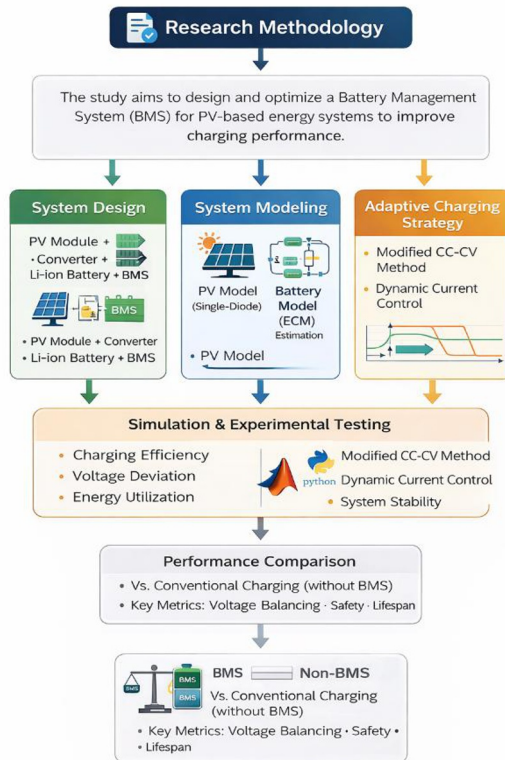 Research Methodology
The study aims to design and optimize a Battery Management
System (BMS) for PV-based energy systems to improve
charging performance.
System Design
PV Module +
· Converter +
Li-ion Battery + BMS
BMS
• PV Module + Converter
• Li-ion Battery + BMS
System Modeling
PV Model
(Single-Diode)
Battery
Model
(ECM)
Estimation
• PV Model
Adaptive Charging
Strategy
• Modified CC-CV
Method
• Dynamic Current
Control
Simulation & Experimental Testing
• Charging Efficiency
• Voltage Deviation
• Energy Utilization
python
Modified CC-CV Method
Dynamic Current Control
• System Stability
Performance Comparison
• Vs. Conventional Charging (without BMS)
• Key Metrics: Voltage Balancing · Safety · Lifespan
BMS
BMS
BMS
BMS Non-BMS
Vs. Conventional Charging
(without BMS)
• Key Metrics: Voltage Balancing · Safety •
• Lifespan